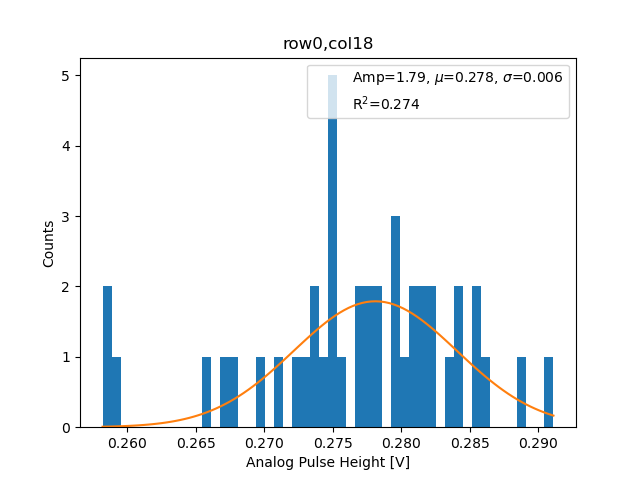 row0,col18
Amp=1.79, μ=0.278, σ=0.006
R²=0.274
5
4
3
2
1
0
Counts
0.260 0.265 0.270 0.275 0.280 0.285 0.290
Analog Pulse Height [V]